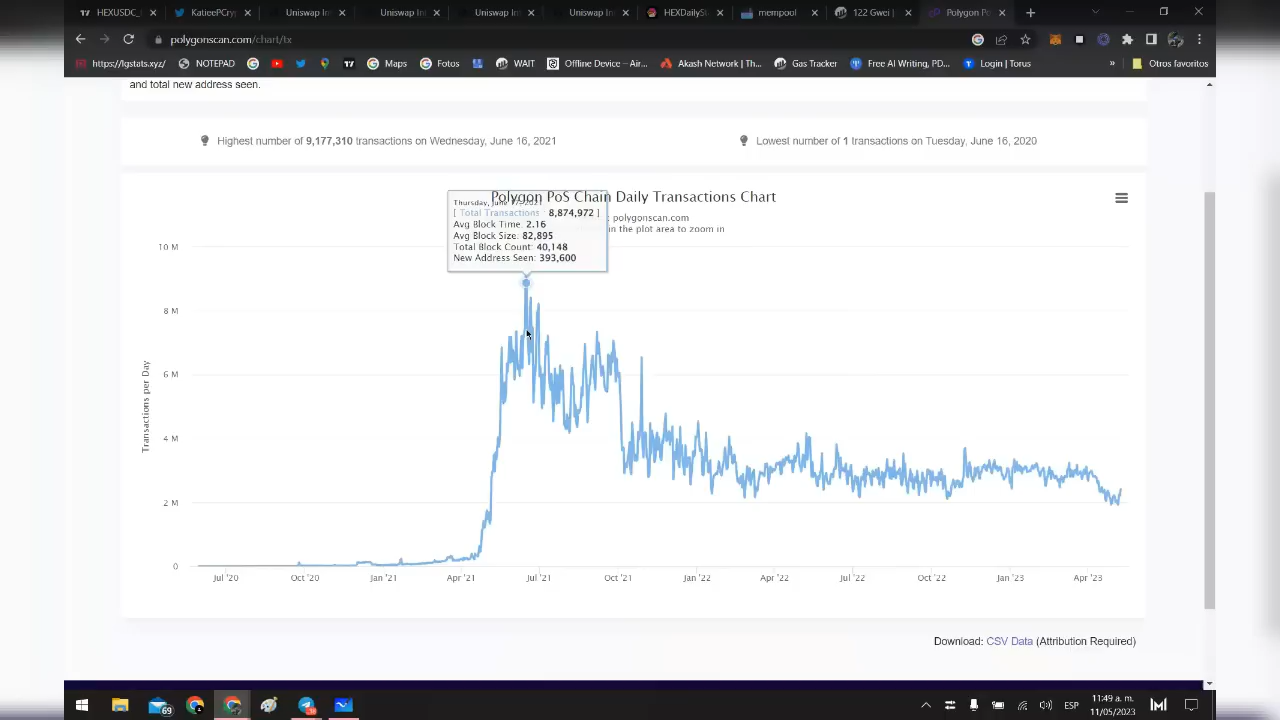 HEXUSDC_
KatieePCry
Uniswap Int
Uniswap Int
Uniswap Int
Uniswap Int
HEXDailySt
mempool
122 Gwei |
Polygon Po
polygonscan.com/chart/tx
https://tgstats.xyz/
NOTEPAD
Maps
Fotos
WAIT
Offline Device – Ar...
Akash Network | Th...
Gas Tracker
Free AI Writing, PD...
Login | Torus
»
Otros favoritos
and total new address seen.
Highest number of 9,177,310 transactions on Wednesday, June 16, 2021
Lowest number of 1 transactions on Tuesday, June 16, 2020
Polygon PoS Chain Daily Transactions Chart
: polygonscan.com
in the plot area to zoom in
[ Total Transactions : 8,874,972 ]
Avg Block Time: 2.16
Avg Block Size: 82,895
Total Block Count: 40,148
New Address Seen: 393,600
Transactions per Day
10 M
8 M
6 M
4 M
2 M
0
Jul '20
Oct '20
Jan '21
Apr '21
Jul '21
Oct '21
Jan '22
Apr '22
Jul '22
Oct '22
Jan '23
Apr '23
Download: CSV Data (Attribution Required)
69
ESP
11:49 a. m.
11/05/2023